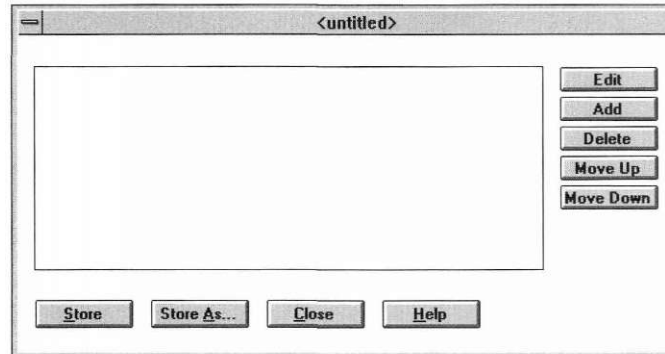 <untitled>
Edit
Add
Delete
Move Up
Move Down
Store
Store As...
Close
Help